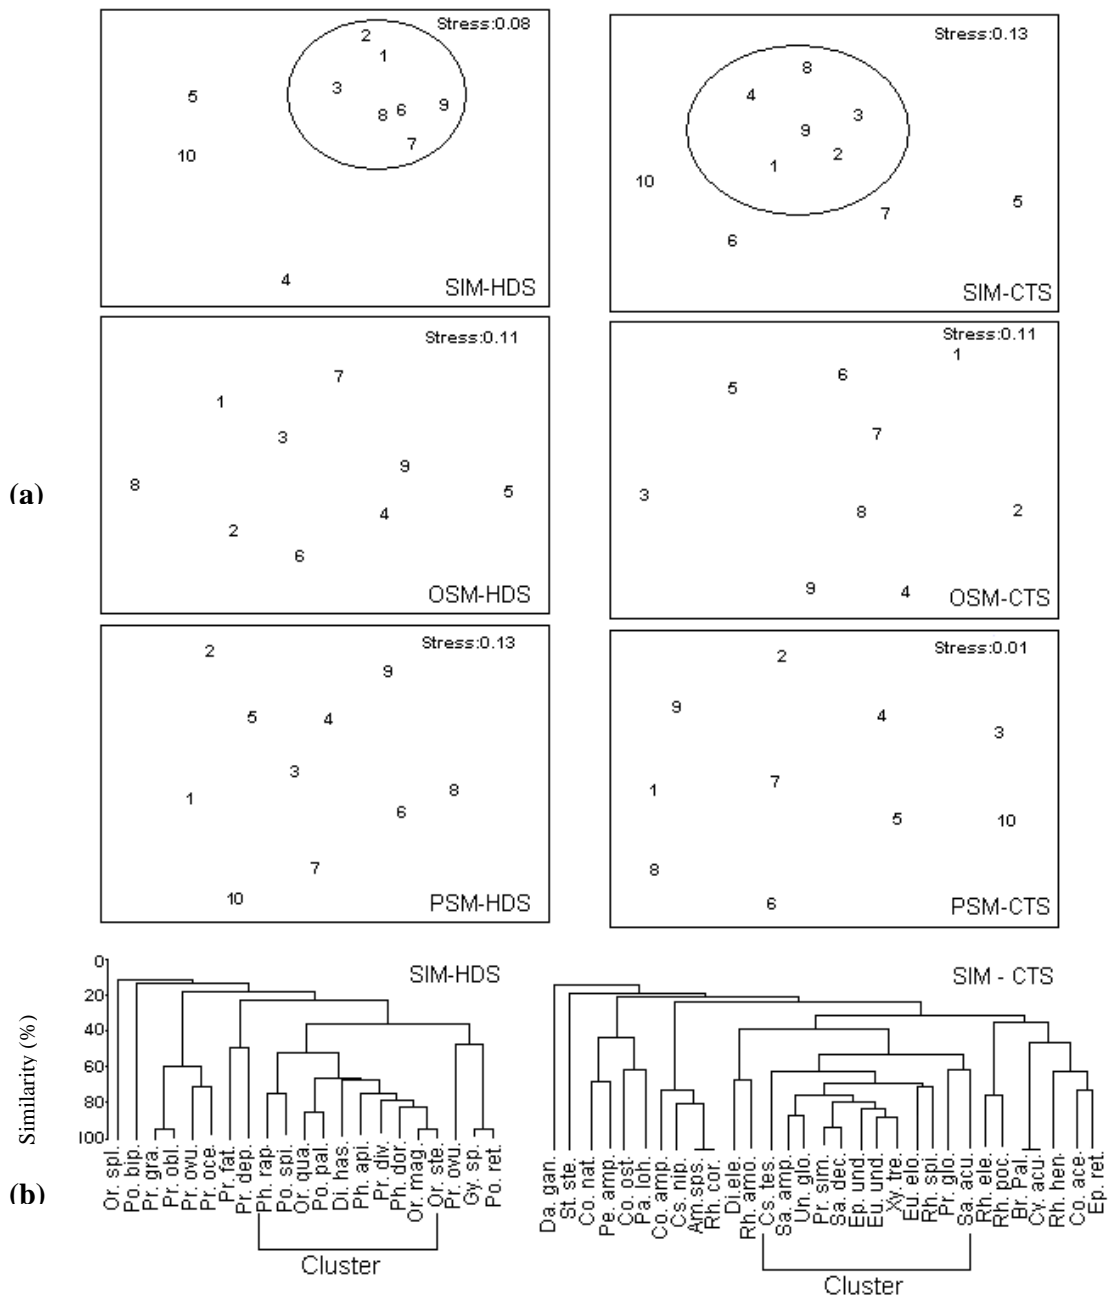 Stress:0.08
2
1
3
5
6
9
8
7
10
4
SIM-HDS
Stress:0.13
8
4
3
9
2
1
10
5
7
6
SIM-CTS
Stress:0.11
7
1
3
9
8
5
4
2
6
OSM-HDS
Stress:0.11
1
6
5
7
3
8
2
9
4
OSM-CTS
(a)
Stress:0.13
2
9
5
4
3
8
1
6
7
10
PSM-HDS
Stress:0.01
2
9
4
3
7
1
5
10
8
6
PSM-CTS
(b)
Similarity (%)
0
20
40
60
80
100
SIM-HDS
Or. spl.
Po. bip.
Pr. gra.
Pr. obl.
Pr. ovu.
Pr. oce.
Pr. fat.
Pr. dep.
Ph. rap.
Po. spi.
Or. qua.
Po. pal.
Di. has.
Ph. api.
Pr. div.
Ph. dor.
Or. mag.
Or. ste.
Pr. ovu.
Gy. sp.
Po. ret.
Cluster
SIM - CTS
Da. gan.
St. ste.
Co. nat.
Pe. amp.
Co. ost.
Pa. loh.
Co. amp.
Cs. nip.
Am. sps.
Rh. cor.
Di. ele.
Rh. amo.
Cs. tes.
Sa. amp.
Un. glo.
Pr. sim.
Sa. dec.
Ep. und.
Eu. und.
Xy. tre.
Eu. elo.
Rh. spi.
Pr. glo.
Sa. acu.
Rh. ele.
Rh. poc.
Br. Pal.
Cy. acu.
Rh. hen.
Co. ace.
Ep. ret.
Cluster